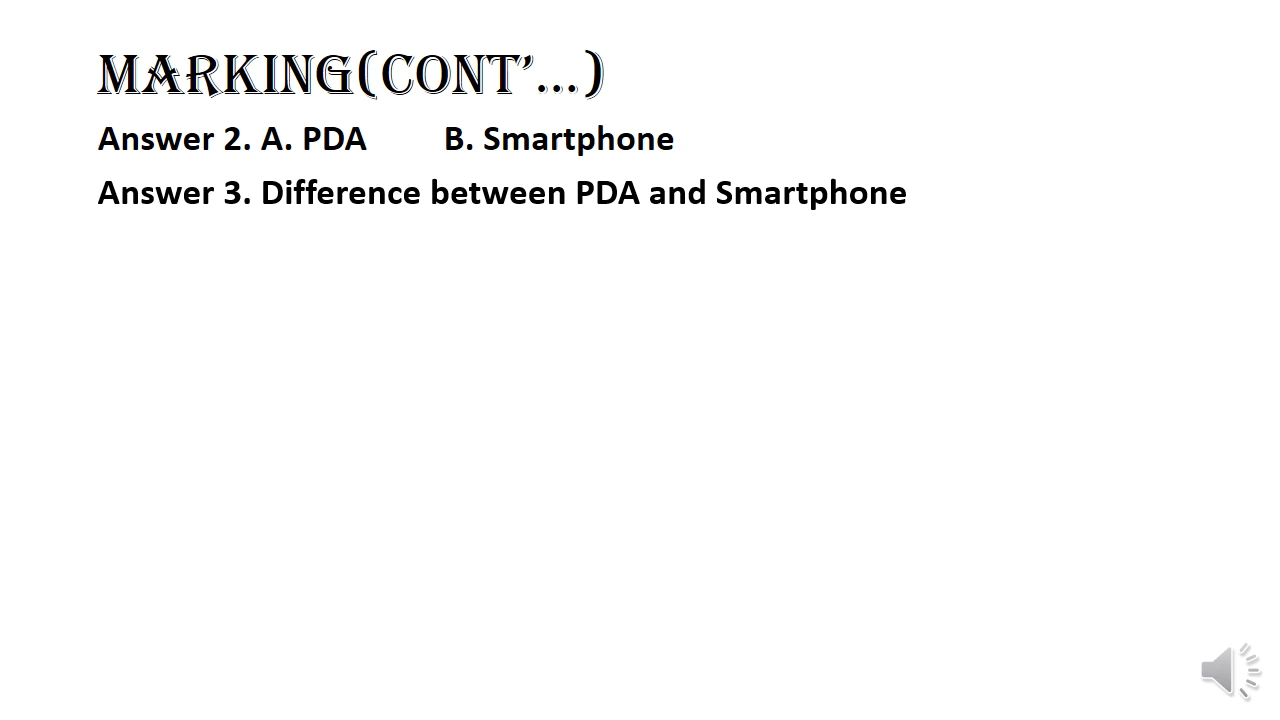 MARKING(CONT’…)
Answer 2. A. PDA B. Smartphone
Answer 3. Difference between PDA and Smartphone